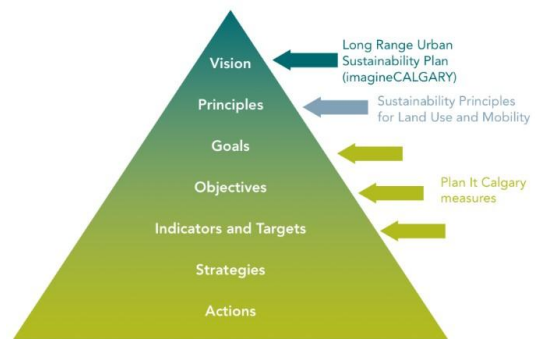 Vision
Long Range Urban
Sustainability Plan
(imagineCALGARY)
Principles
Sustainability Principles
for Land Use and Mobility
Goals
Objectives
Plan It Calgary
measures
Indicators and Targets
Strategies
Actions